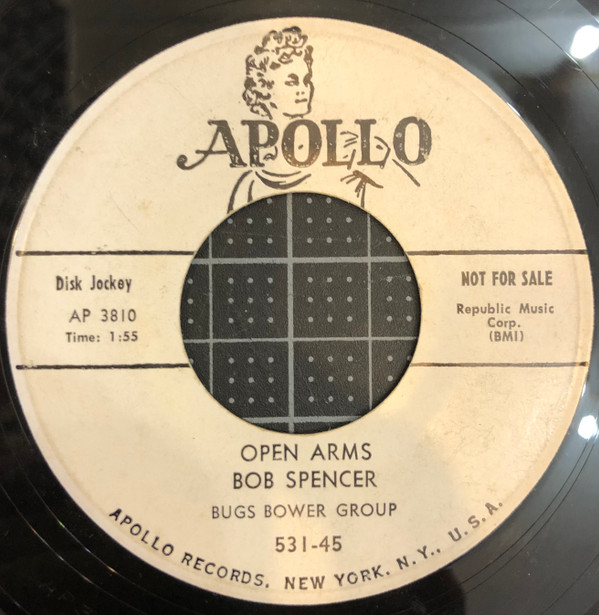 APOLLO
Disk Jockey
AP 3810
Time: 1:55
NOT FOR SALE
Republic Music
Corp.
(BMI)
OPEN ARMS
BOB SPENCER
BUGS BOWER GROUP
531-45
APOLLO RECORDS, NEW YORK, N.Y., U.S.A.